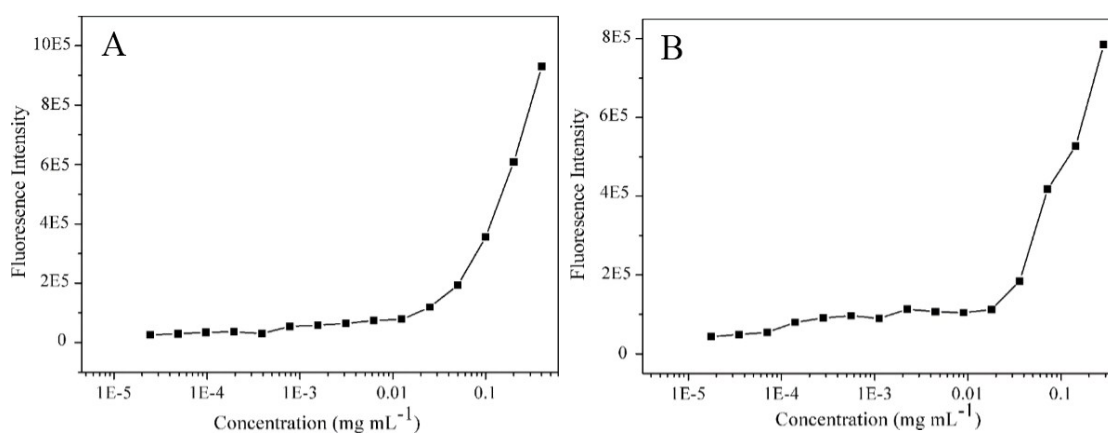 A
Fluoresence Intensity
10E5
8E5
6E5
4E5
2E5
0
1E-5 1E-4 1E-3 0.01 0.1
Concentration (mg mL-1)
B
Fluoresence Intensity
8E5
6E5
4E5
2E5
0
1E-5 1E-4 1E-3 0.01 0.1
Concentration (mg mL-1)